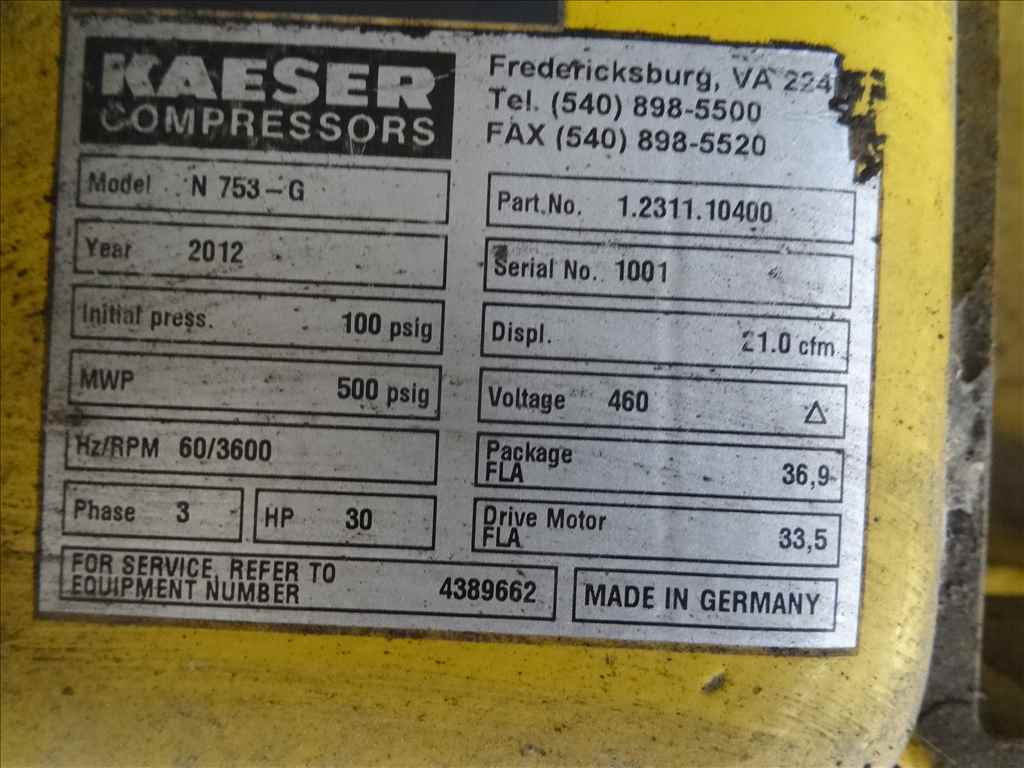 KAESER
COMPRESSORS
Fredericksburg, VA 224
Tel. (540) 898-5500
FAX (540) 898-5520
Model N 753-G
Part.No. 1.2311.10400
Year 2012
Serial No. 1001
Initial press. 100 psig
Displ. 21.0 cfm
MWP 500 psig
Voltage 460 △
Hz/RPM 60/3600
Package
FLA 36,9
Phase 3
HP 30
Drive Motor
FLA 33,5
FOR SERVICE, REFER TO
EQUIPMENT NUMBER 4389662
MADE IN GERMANY